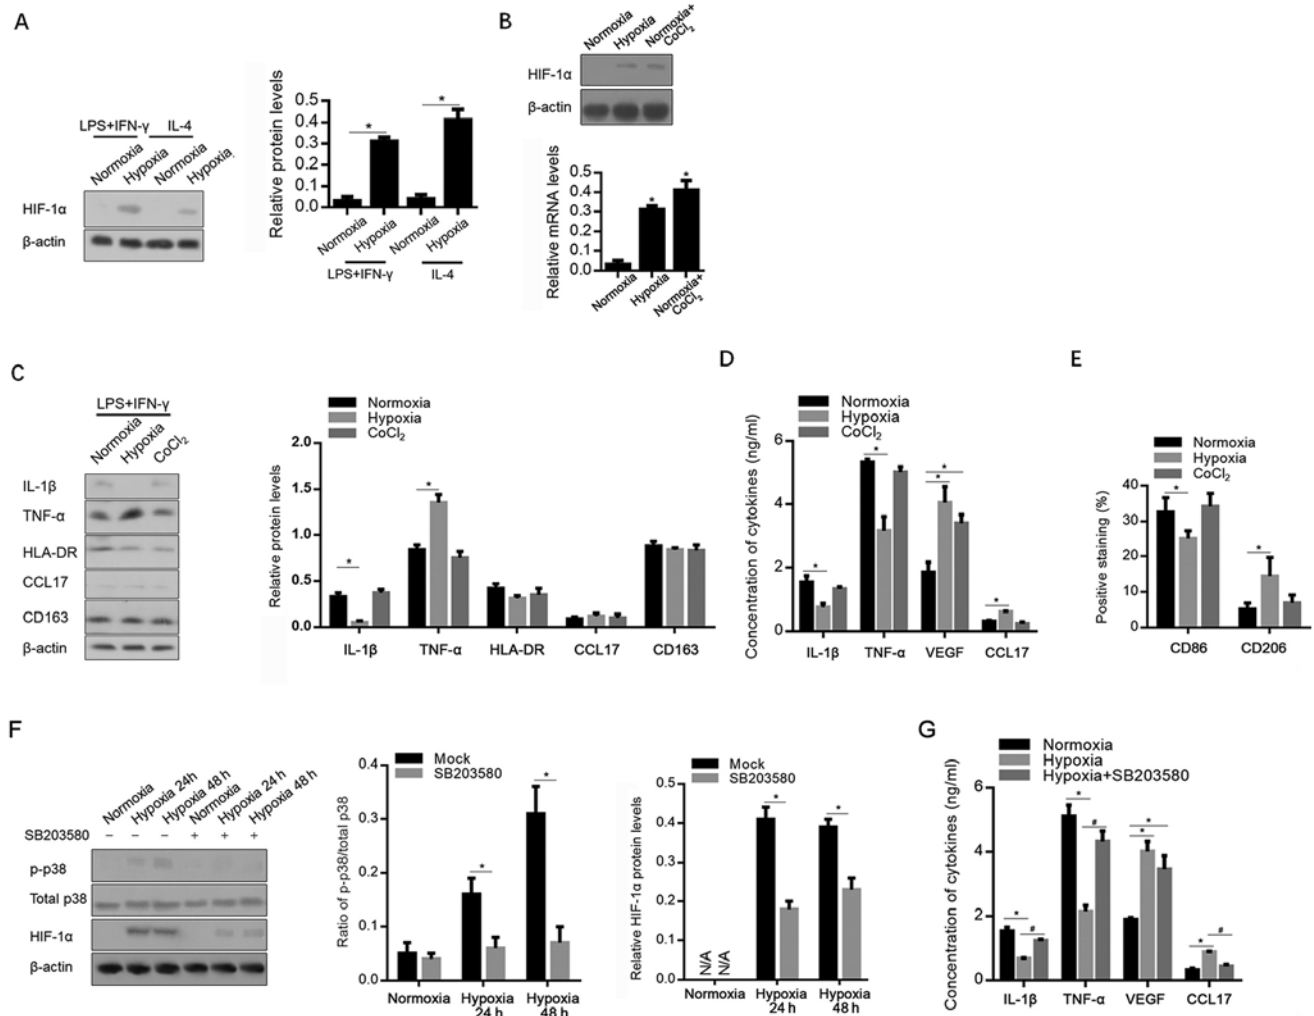 A
LPS+IFN-γ IL-4
Normoxia Hypoxia Normoxia Hypoxia
HIF-1α
β-actin
Relative protein levels
0.5
0.4
0.3
0.2
0.1
0.0
* *
Normoxia Hypoxia Normoxia Hypoxia
LPS+IFN-γ IL-4
B
Normoxia Hypoxia Normoxia+ CoCl2
HIF-1α
β-actin
Relative mRNA levels
0.5
0.4
0.3
0.2
0.1
0.0
* *
Normoxia Hypoxia Normoxia+ CoCl2
C
LPS+IFN-γ
Normoxia Hypoxia CoCl2
IL-1β
TNF-α
HLA-DR
CCL17
CD163
β-actin
Normoxia
Hypoxia
CoCl2
Relative protein levels
2.0
1.5
1.0
0.5
0.0
* *
IL-1β TNF-α HLA-DR CCL17 CD163
D
Normoxia
Hypoxia
CoCl2
Concentration of cytokines (ng/ml)
6
4
2
0
* * * * *
IL-1β TNF-α VEGF CCL17
E
Normoxia
Hypoxia
CoCl2
Positive staining (%)
40
30
20
10
0
* *
CD86 CD206
F
Normoxia Hypoxia 24h Hypoxia 48 h Normoxia Hypoxia 24 h Hypoxia 48 h
SB203580 − − − + + +
p-p38
Total p38
HIF-1α
β-actin
Mock
SB203580
Ratio of p-p38/total p38
0.4
0.3
0.2
0.1
0.0
* *
Normoxia Hypoxia 24 h Hypoxia 48 h
Mock
SB203580
Relative HIF-1α protein levels
0.5
0.4
0.3
0.2
0.1
0.0
* *
N/A N/A
Normoxia Hypoxia 24 h Hypoxia 48 h
G
Normoxia
Hypoxia
Hypoxia+SB203580
Concentration of cytokines (ng/ml)
6
4
2
0
* # * # * * * #
IL-1β TNF-α VEGF CCL17